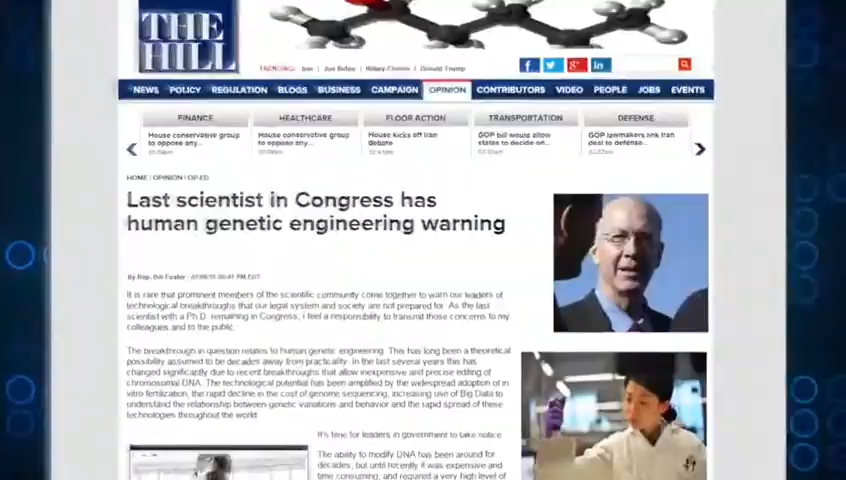 THE
HILL
TRENDING: Iran | Joe Biden | Hillary Clinton | Donald Trump
NEWS POLICY REGULATION BLOGS BUSINESS CAMPAIGN OPINION CONTRIBUTORS VIDEO PEOPLE JOBS EVENTS
FINANCE HEALTHCARE FLOOR ACTION TRANSPORTATION DEFENSE
House conservative group House conservative group House kicks off Iran GOP bill would allow GOP lawmakers link Iran
to oppose any... to oppose any... debate states to decide on... deal to defense...
HOME | OPINION | OP-ED
Last scientist in Congress has
human genetic engineering warning
By Rep. Bill Foster
It is rare that prominent members of the scientific community come together to warn our leaders of
technological breakthroughs that our legal system and society are not prepared for. As the last
scientist with a Ph.D. remaining in Congress, I feel a responsibility to transmit those concerns to my
colleagues and to the public.
The breakthrough in question relates to human genetic engineering. This has long been a theoretical
possibility assumed to be decades away from practicality. In the last several years this has
changed significantly due to recent breakthroughs that allow inexpensive and precise editing of
chromosomal DNA. The technological potential has been amplified by the widespread adoption of in
vitro fertilization, the rapid decline in the cost of genome sequencing, increasing use of Big Data to
understand the relationship between genetic variations and behavior and the rapid spread of these
technologies throughout the world.
It's time for leaders in government to take notice.
The ability to modify DNA has been around for
decades, but until recently it was expensive and
time consuming, and required a very high level of